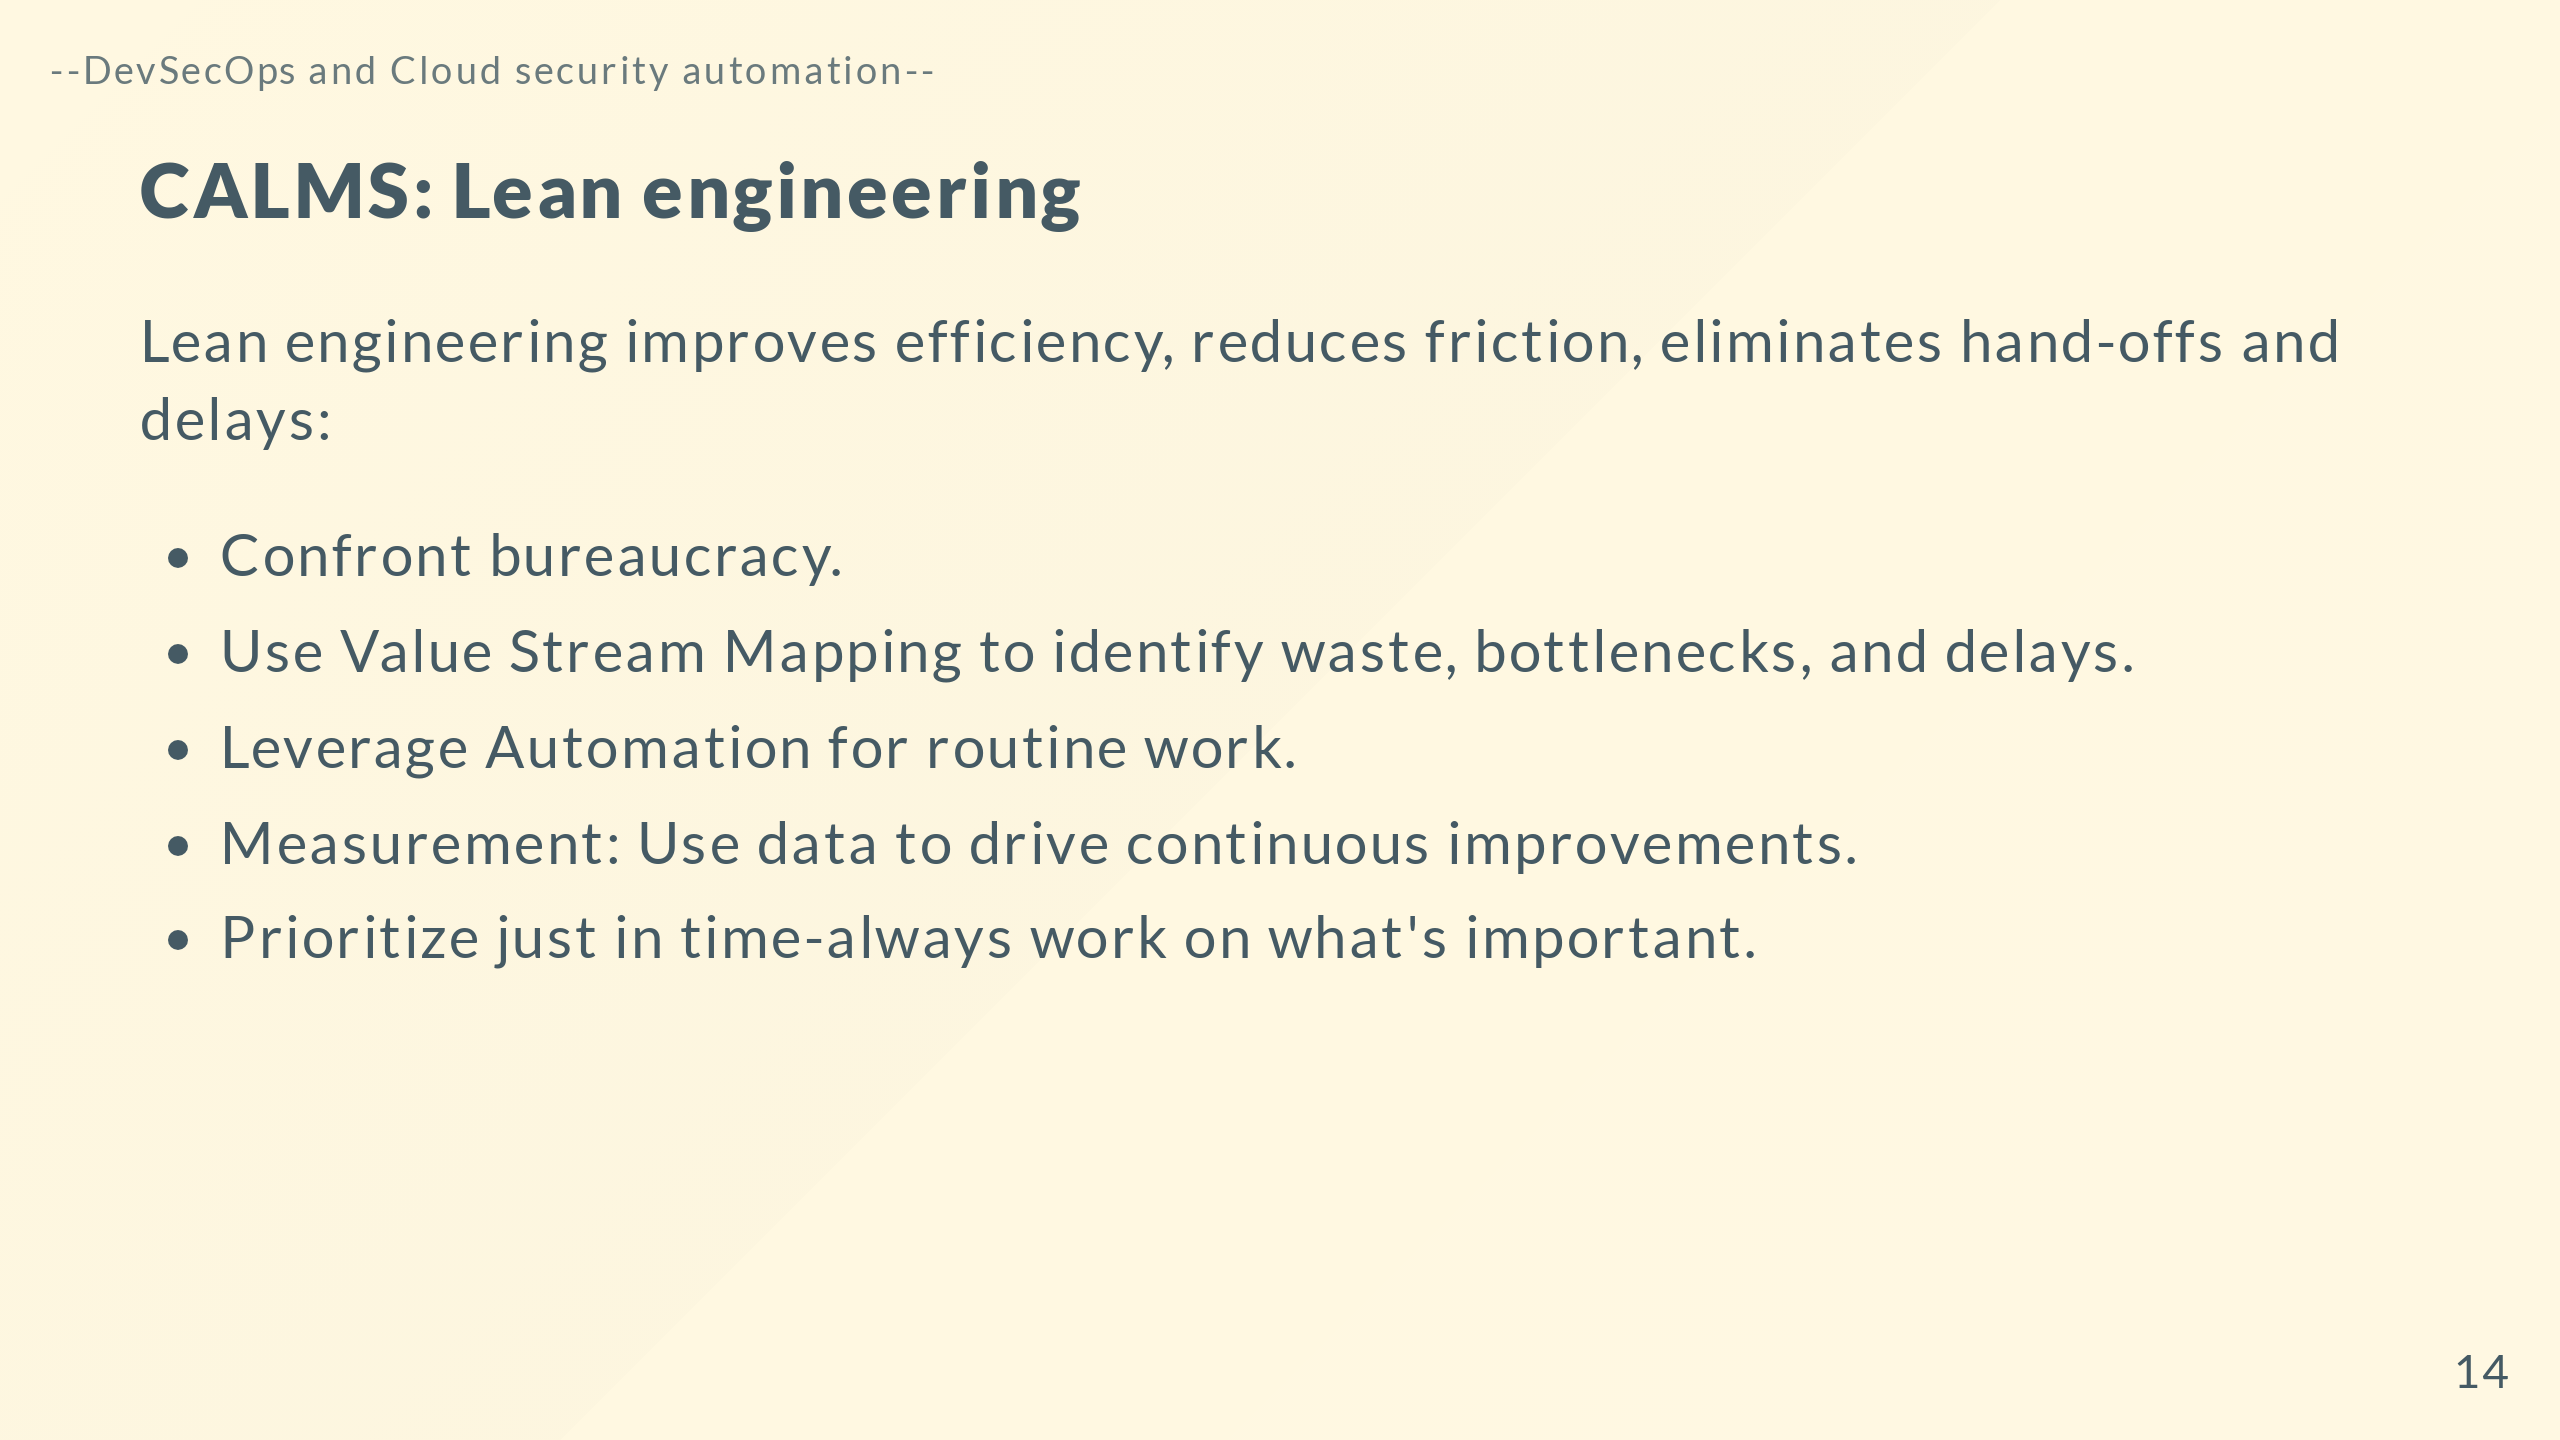 --DevSecOps and Cloud security automation--
CALMS: Lean engineering
Lean engineering improves efficiency, reduces friction, eliminates hand-offs and
delays:
• Confront bureaucracy.
• Use Value Stream Mapping to identify waste, bottlenecks, and delays.
• Leverage Automation for routine work.
• Measurement: Use data to drive continuous improvements.
• Prioritize just in time-always work on what's important.
14